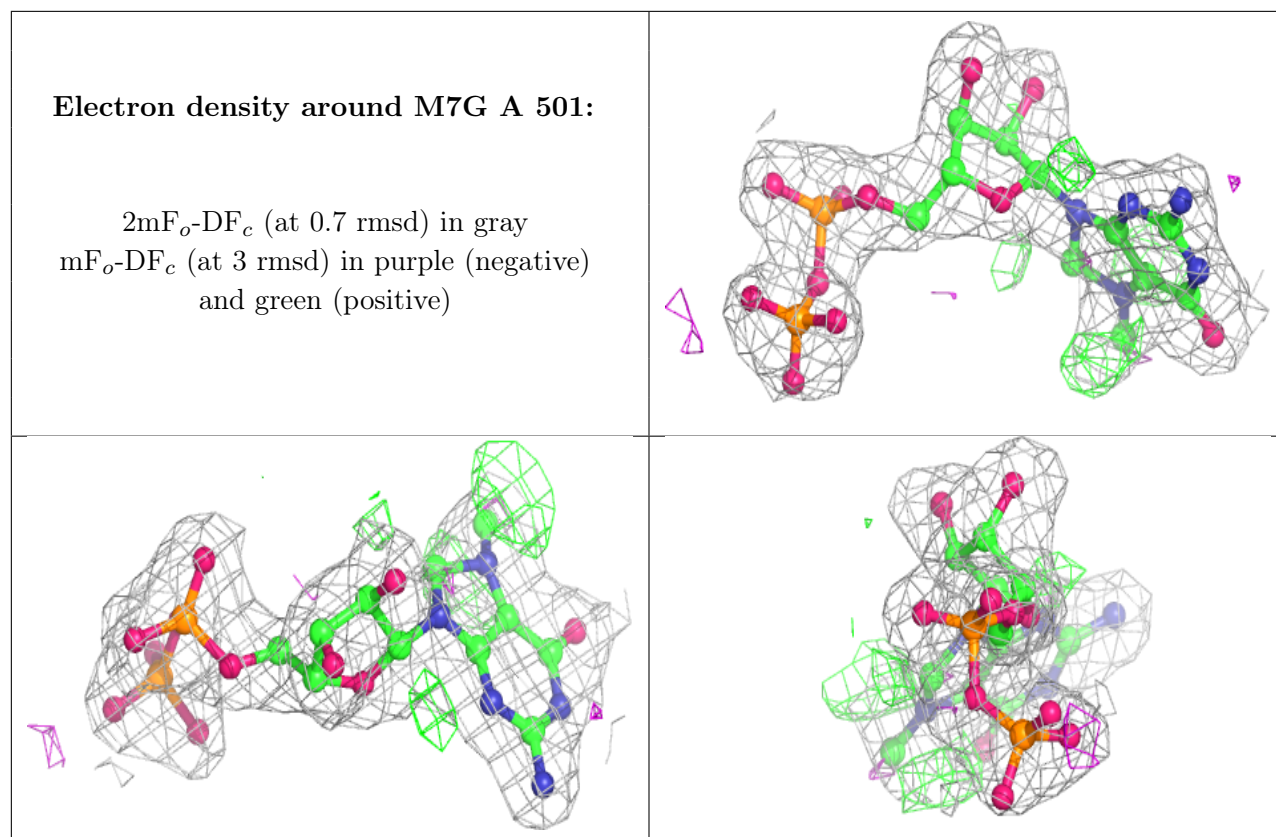 Electron density around M7G A 501:
2mFo-DFc (at 0.7 rmsd) in gray
mFo-DFc (at 3 rmsd) in purple (negative)
and green (positive)